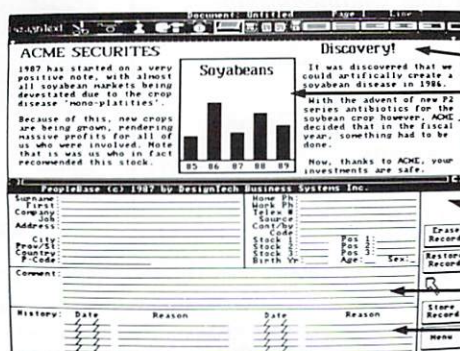 DesignText
Document: Untitled Page Line
ACME SECURITES
1987 has started on a very
positive note, with almost
all soyabean markets being
devestated due to the crop
disease 'mono-platities'.
Because of this, new crops
are being grown, rendering
massive profits for all of
us who were involved. Note
that is was us who in fact
recommended this stock.
Soyabeans
85 86 87 88 89
Discovery!
It was discovered that we
could artifically create a
soyabean disease in 1986.
With the advent of new P2
series antibiotics for the
soybean crop however, ACME
decided that in the fiscal
year, something had to be
done.
Now, thanks to ACME, your
investments are safe.
PeopleBase (c) 1987 by DesignTech Business Systems Inc.
Surname:
First:
Company:
Job:
Address:
City:
Prov/St:
Country:
P-Code:
Home Ph:
Work Ph:
Telex #
Source
Cont/by
Code
Stock 1: Pos 1:
Stock 2: Pos 2:
Stock 3: Pos 3:
Birth Yr: Age: Sex:
Erase
Record
Restore
Record
Comment:
Store
Record
History: Date Reason Date Reason
Menu